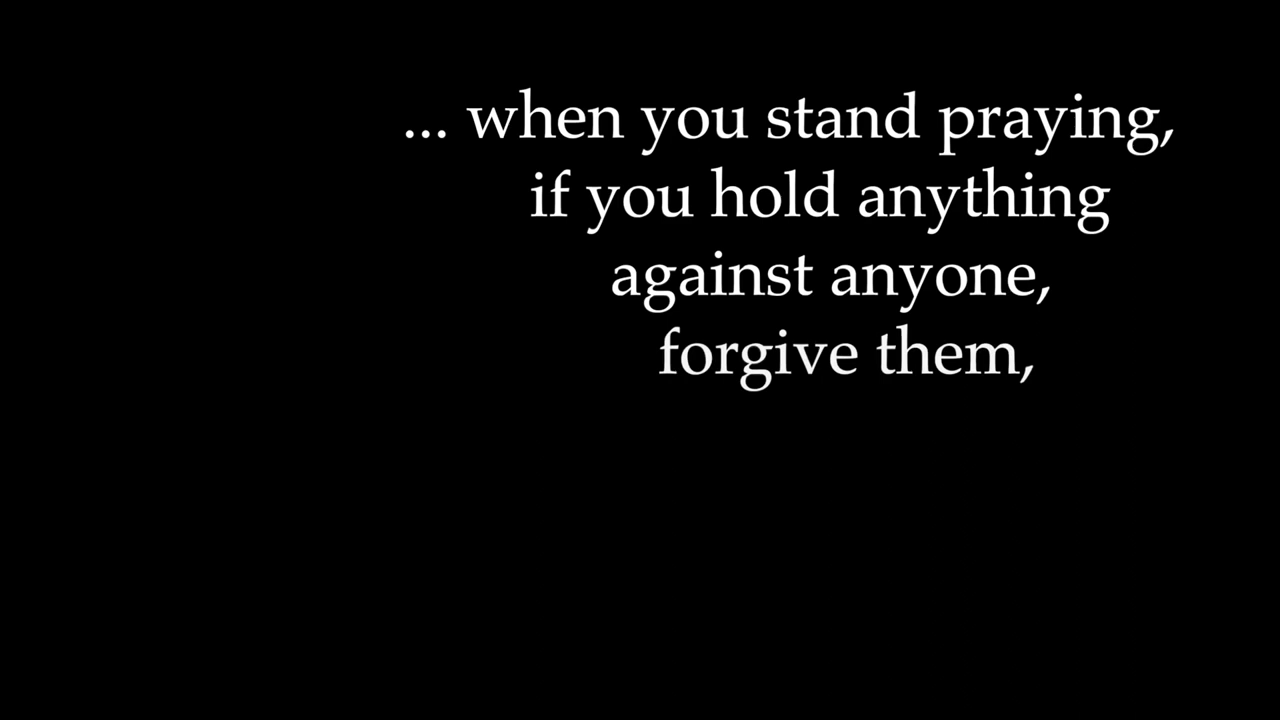 ... when you stand praying,
if you hold anything
against anyone,
forgive them,